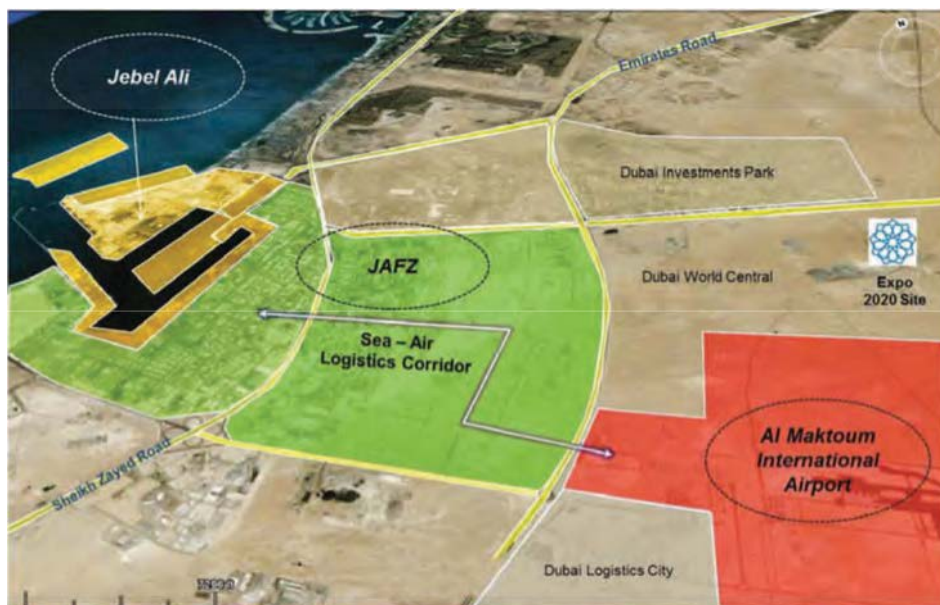 N
Jebel Ali
Emirates Road
Dubai Investments Park
JAFZ
Dubai World Central
Expo
2020 Site
Sea – Air
Logistics Corridor
Al Maktoum
International
Airport
Sheikh Zayed Road
Dubai Logistics City